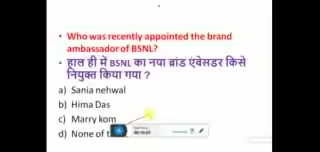 • Who was recently appointed the brand
ambassador of BSNL?
• हाल ही में BSNL का नया ब्रांड एंबेसडर किसे
नियुक्त किया गया ?
a) Sania nehwal
b) Hima Das
c) Marry kom
d) None of t